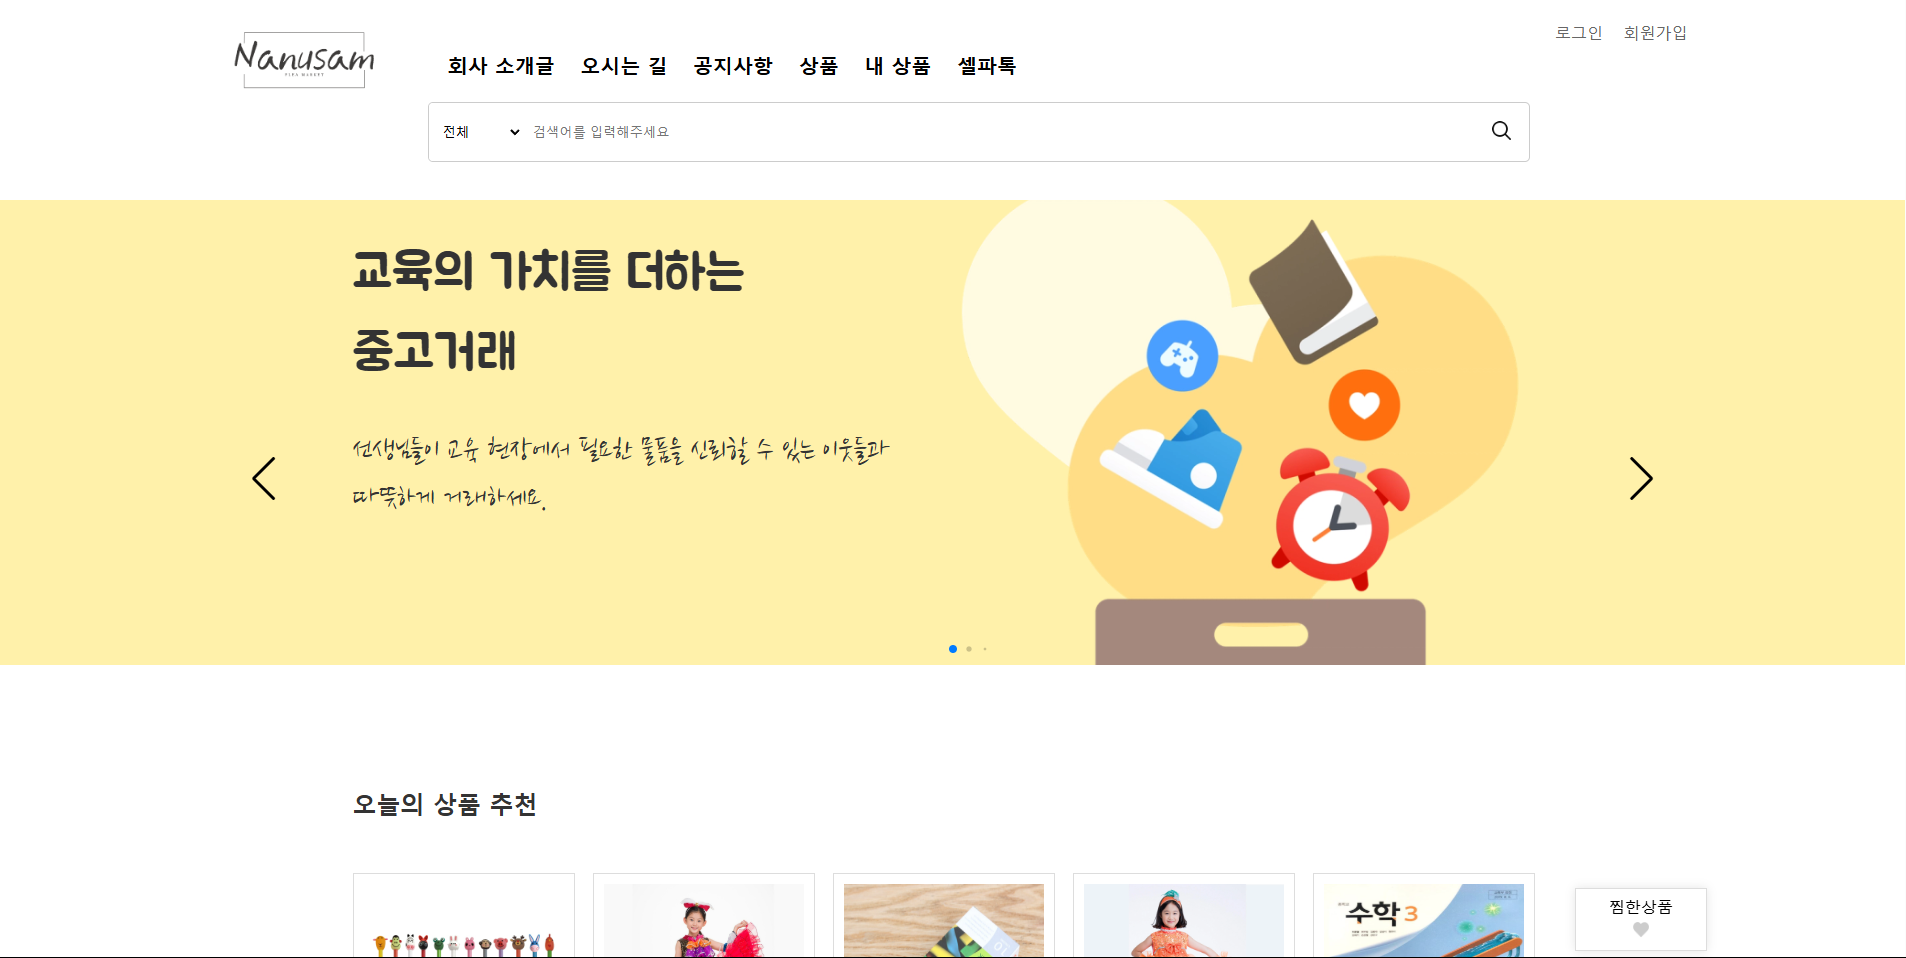 로그인 회원가입
Nanusam
FLEA MARKET
회사 소개글 오시는 길 공지사항 상품 내 상품 셀파톡
전체 검색어를 입력해주세요
교육의 가치를 더하는
중고거래
선생님들이 교육 현장에서 필요한 물품을 신뢰할 수 있는 이웃들과
따뜻하게 거래하세요.
오늘의 상품 추천
수학 3
찜한상품